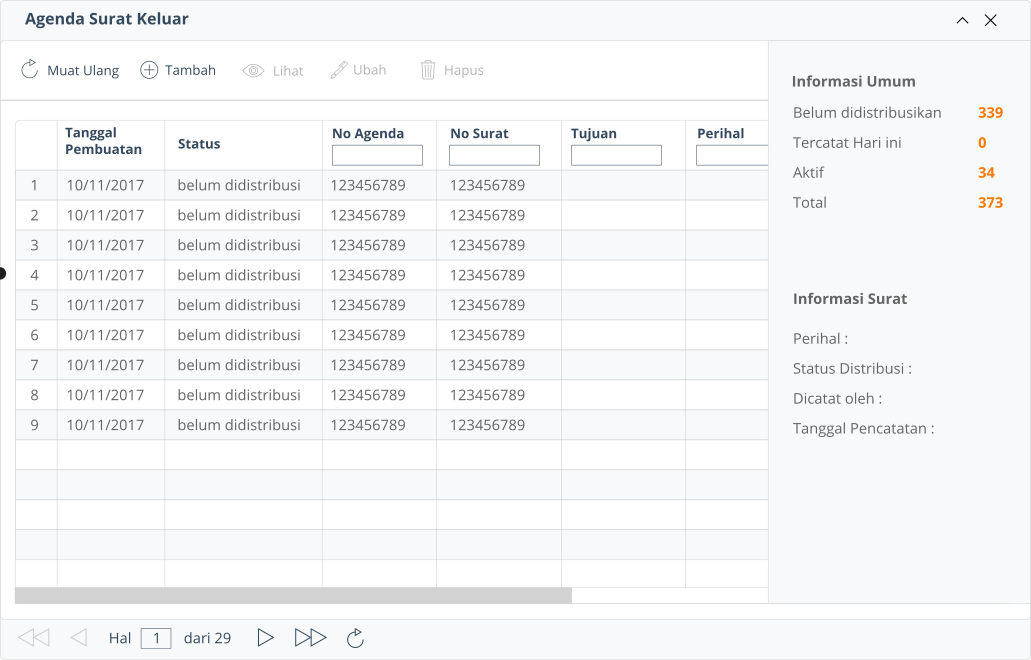 Agenda Surat Keluar
Muat Ulang Tambah Lihat Ubah Hapus
Tanggal Pembuatan Status No Agenda No Surat Tujuan Perihal
1 10/11/2017 belum didistribusi 123456789 123456789
2 10/11/2017 belum didistribusi 123456789 123456789
3 10/11/2017 belum didistribusi 123456789 123456789
4 10/11/2017 belum didistribusi 123456789 123456789
5 10/11/2017 belum didistribusi 123456789 123456789
6 10/11/2017 belum didistribusi 123456789 123456789
7 10/11/2017 belum didistribusi 123456789 123456789
8 10/11/2017 belum didistribusi 123456789 123456789
9 10/11/2017 belum didistribusi 123456789 123456789
Informasi Umum
Belum didistribusikan 339
Tercatat Hari ini 0
Aktif 34
Total 373
Informasi Surat
Perihal :
Status Distribusi :
Dicatat oleh :
Tanggal Pencatatan :
Hal 1 dari 29